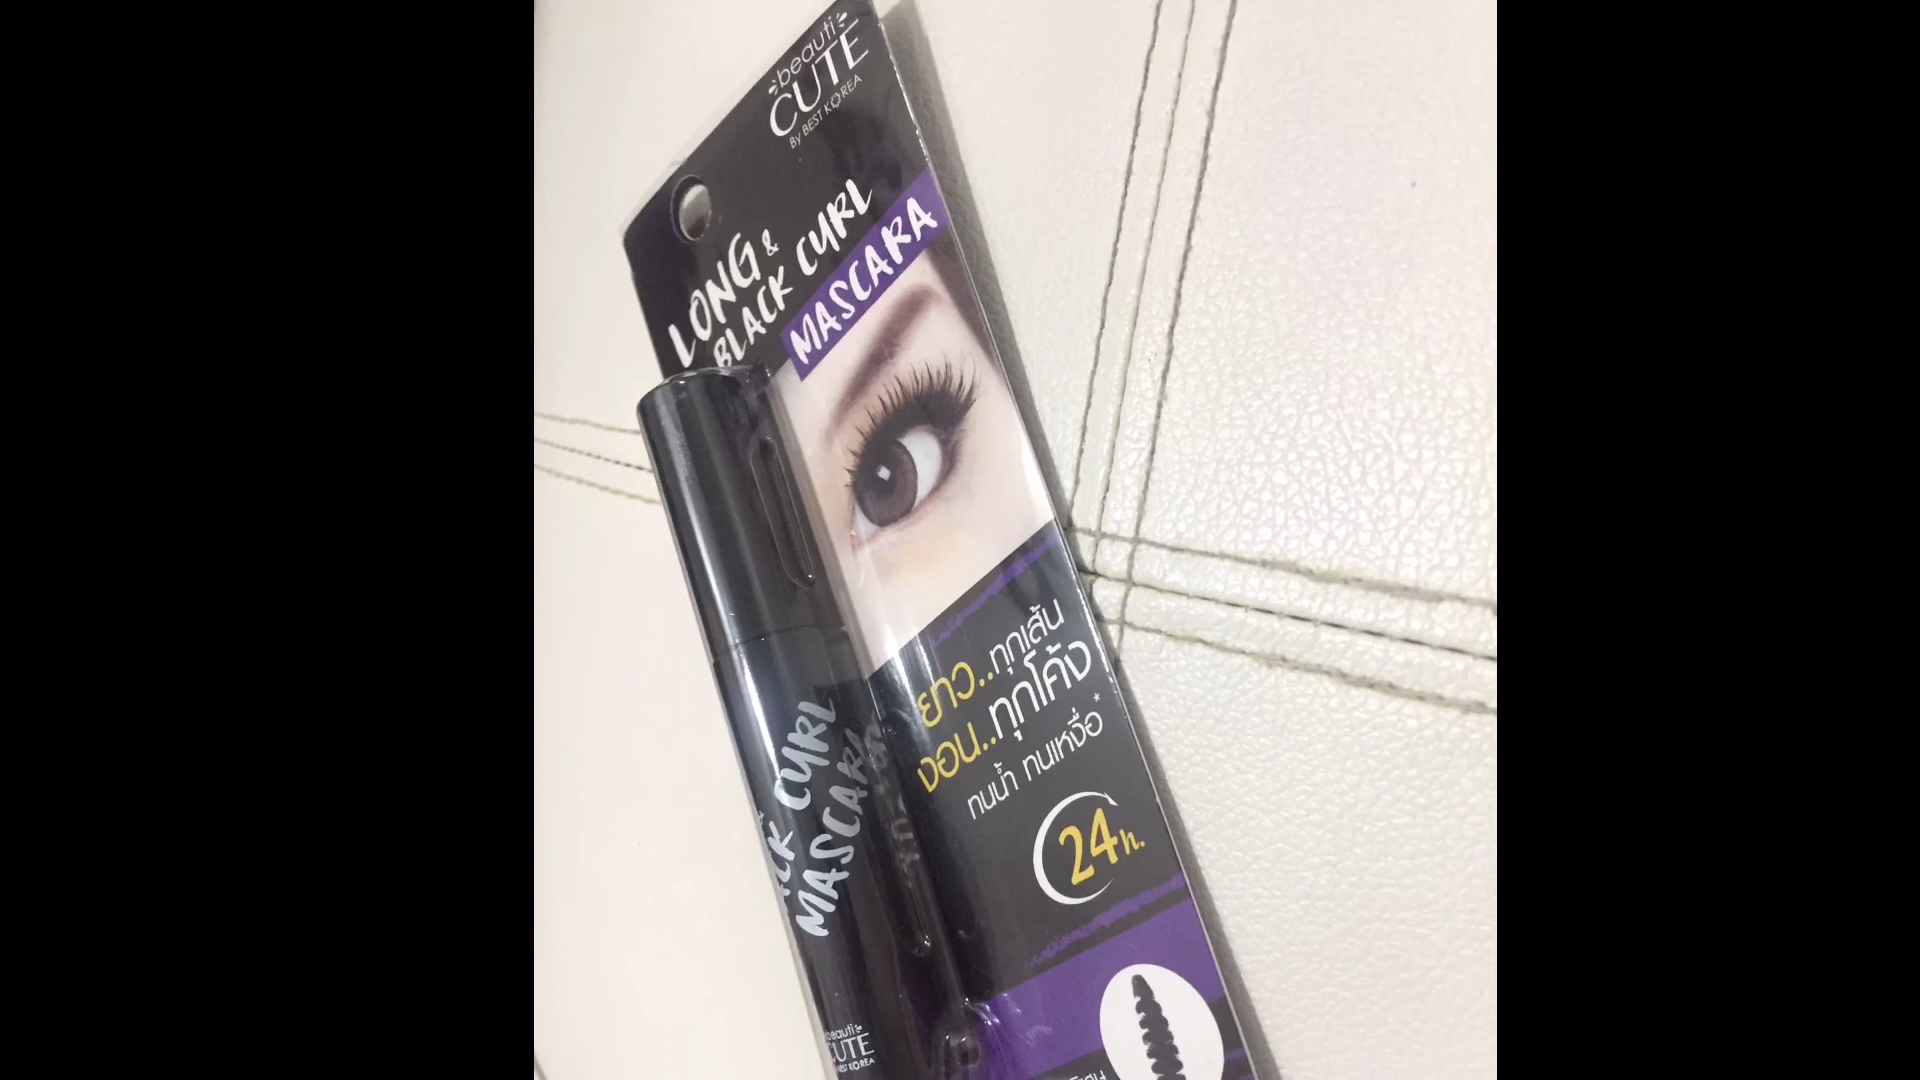 beauti
CUTE
By BEST KOREA
LONG &
BLACK CURL
MASCARA
ยาว..ทุกเส้น
งอน..ทุกโค้ง
ทนน้ำ ทนเหงื่อ*
24h.
CURL
MASCARA
beauti
CUTE
BEST KOREA